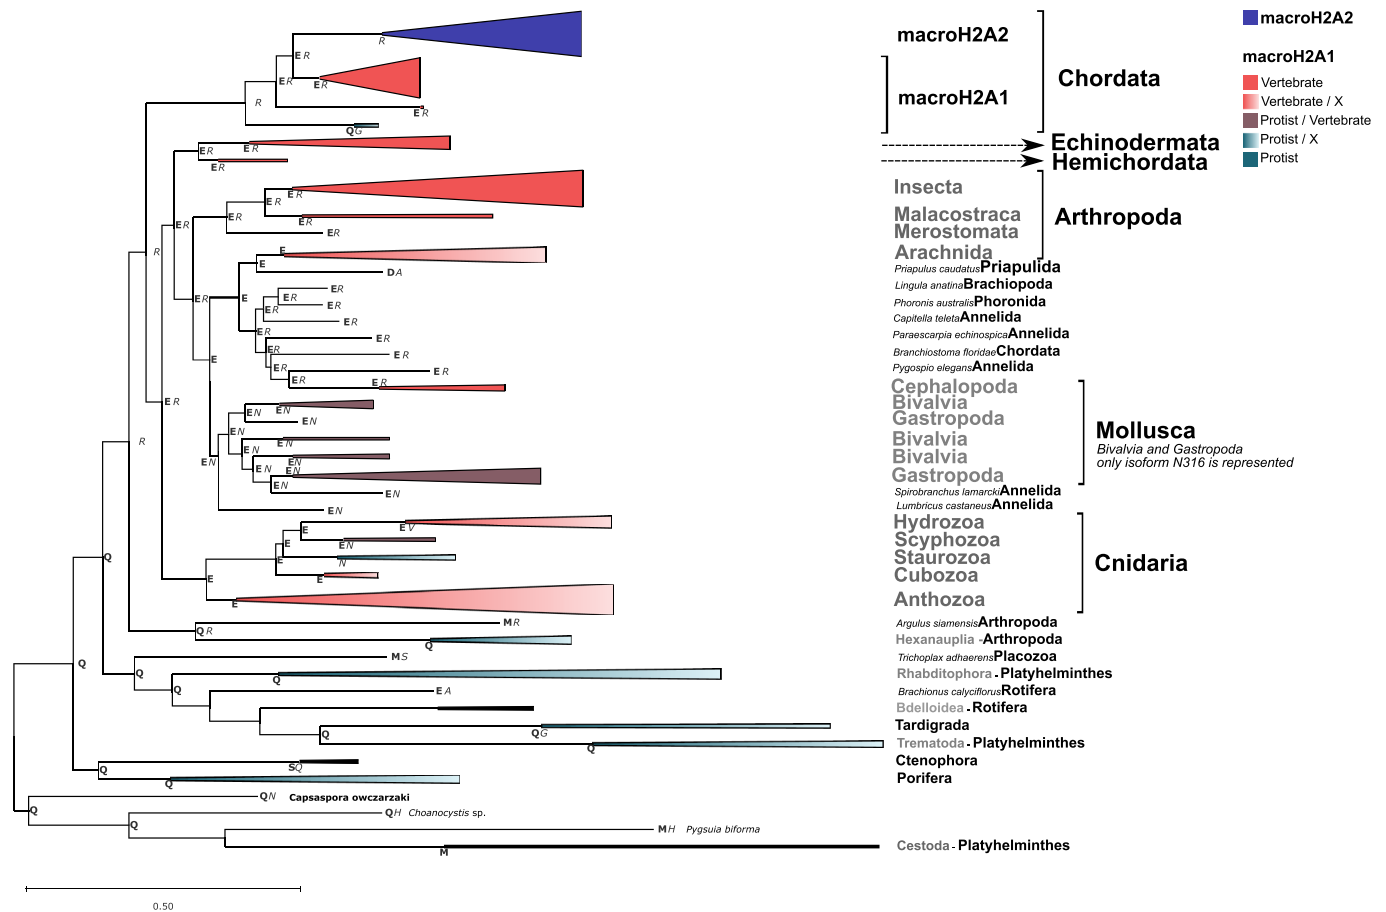 macroH2A2
macroH2A1
Vertebrate
Vertebrate / X
Protist / Vertebrate
Protist / X
Protist
R
macroH2A2
E R
Chordata
E R
E R
macroH2A1
R
E R
Q G
E R
E R
Echinodermata
E R
Hemichordata
E R
Insecta
E R
E R
Malacostraca
Arthropoda
E R
E R
E R
Merostomata
R
E
Arachnida
E
D A
Priapulus caudatus Priapulida
E R
Lingula anatina Brachiopoda
E R
E
E R
Phoronis australis Phoronida
E R
E R
Capitella teleta Annelida
E R
E R
Paraescarpia echinospica Annelida
E R
E R
Branchiostoma floridae Chordata
E
E R
E R
Pygospio elegans Annelida
E R
E R
Cephalopoda
E R
E N
E N
Bivalvia
E N
Gastropoda
E N
Mollusca
R
E N
E N
Bivalvia
Bivalvia and Gastropoda
only isoform N316 is represented
E N
E N
Bivalvia
E N
E N
E N
Gastropoda
E N
Spirobranchus lamarcki Annelida
E N
Lumbricus castaneus Annelida
E
E V
Hydrozoa
E N
Scyphozoa
E
E
N
Staurozoa
Cnidaria
Q
E
E
Cubozoa
E
Anthozoa
M R
Argulus siamensis Arthropoda
Q R
Q
Hexanauplia - Arthropoda
M S
Trichoplax adhaerens Placozoa
Q
Q
Q
Rhabditophora - Platyhelminthes
Q
E A
Brachionus calyciflorus Rotifera
Bdelloidea - Rotifera
Q G
Tardigrada
Q
Q
Trematoda - Platyhelminthes
S Q
Ctenophora
Q
Q
Porifera
Q N Capsaspora owczarzaki
Q
Q H Choanocystis sp.
Q
M H Pygsuia biforma
M
Cestoda - Platyhelminthes
0.50